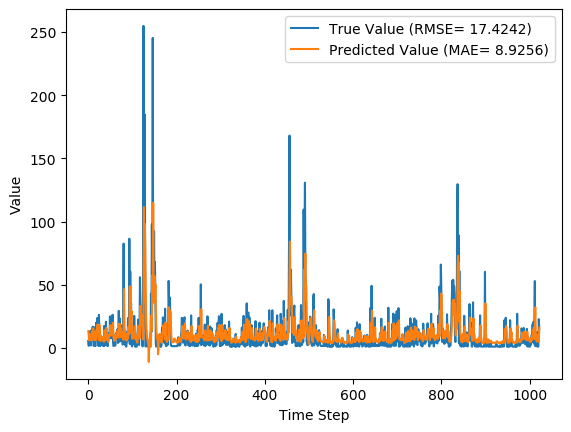 True Value (RMSE= 17.4242)
Predicted Value (MAE= 8.9256)
250
200
150
100
50
0
Value
0 200 400 600 800 1000
Time Step